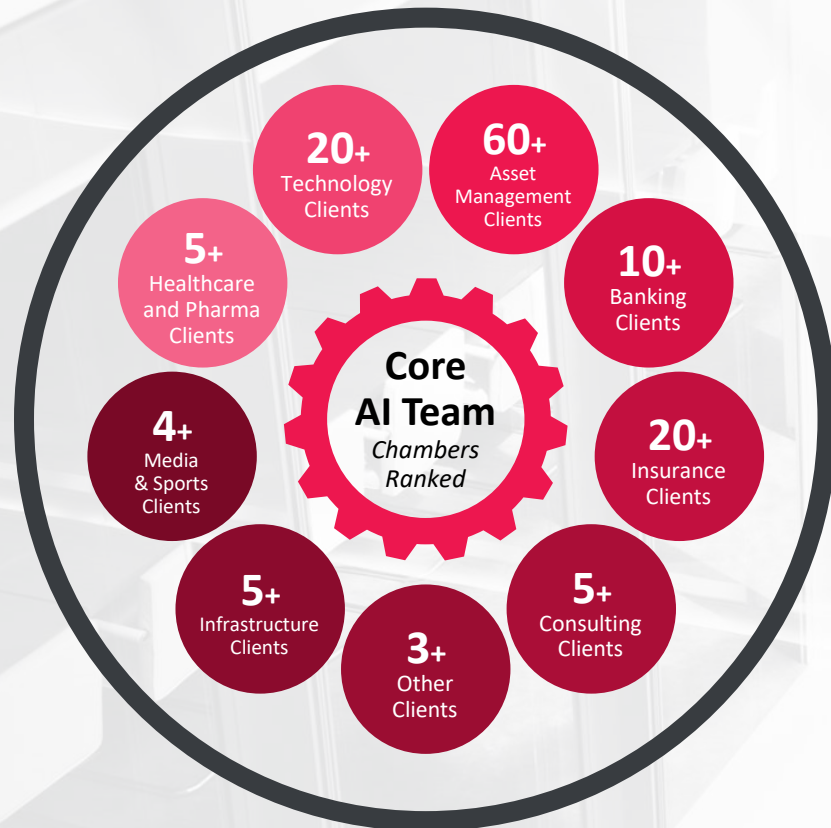 20+
Technology
Clients
60+
Asset
Management
Clients
5+
Healthcare
and Pharma
Clients
10+
Banking
Clients
Core
AI Team
Chambers
Ranked
4+
Media
& Sports
Clients
20+
Insurance
Clients
5+
Infrastructure
Clients
5+
Consulting
Clients
3+
Other
Clients